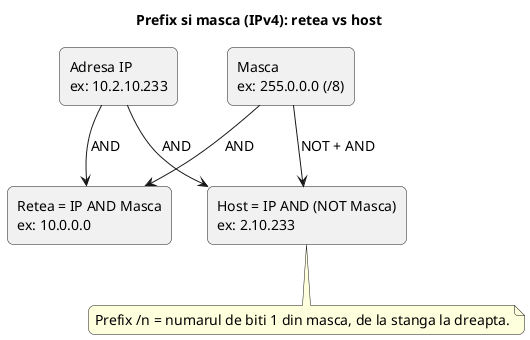 Prefix si masca (IPv4): retea vs host
Adresa IP
ex: 10.2.10.233
Masca
ex: 255.0.0.0 (/8)
AND
AND
AND
NOT + AND
Retea = IP AND Masca
ex: 10.0.0.0
Host = IP AND (NOT Masca)
ex: 2.10.233
Prefix /n = numarul de biti 1 din masca, de la stanga la dreapta.